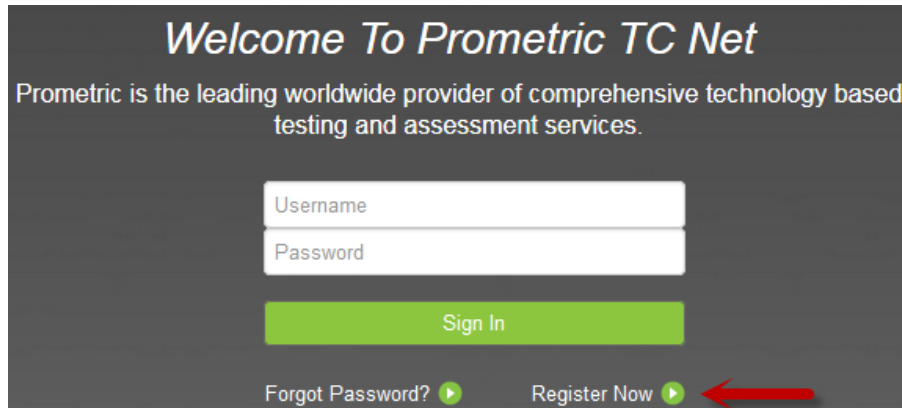 Welcome To Prometric TC Net
Prometric is the leading worldwide provider of comprehensive technology based
testing and assessment services.
Username
Password
Sign In
Forgot Password?
Register Now